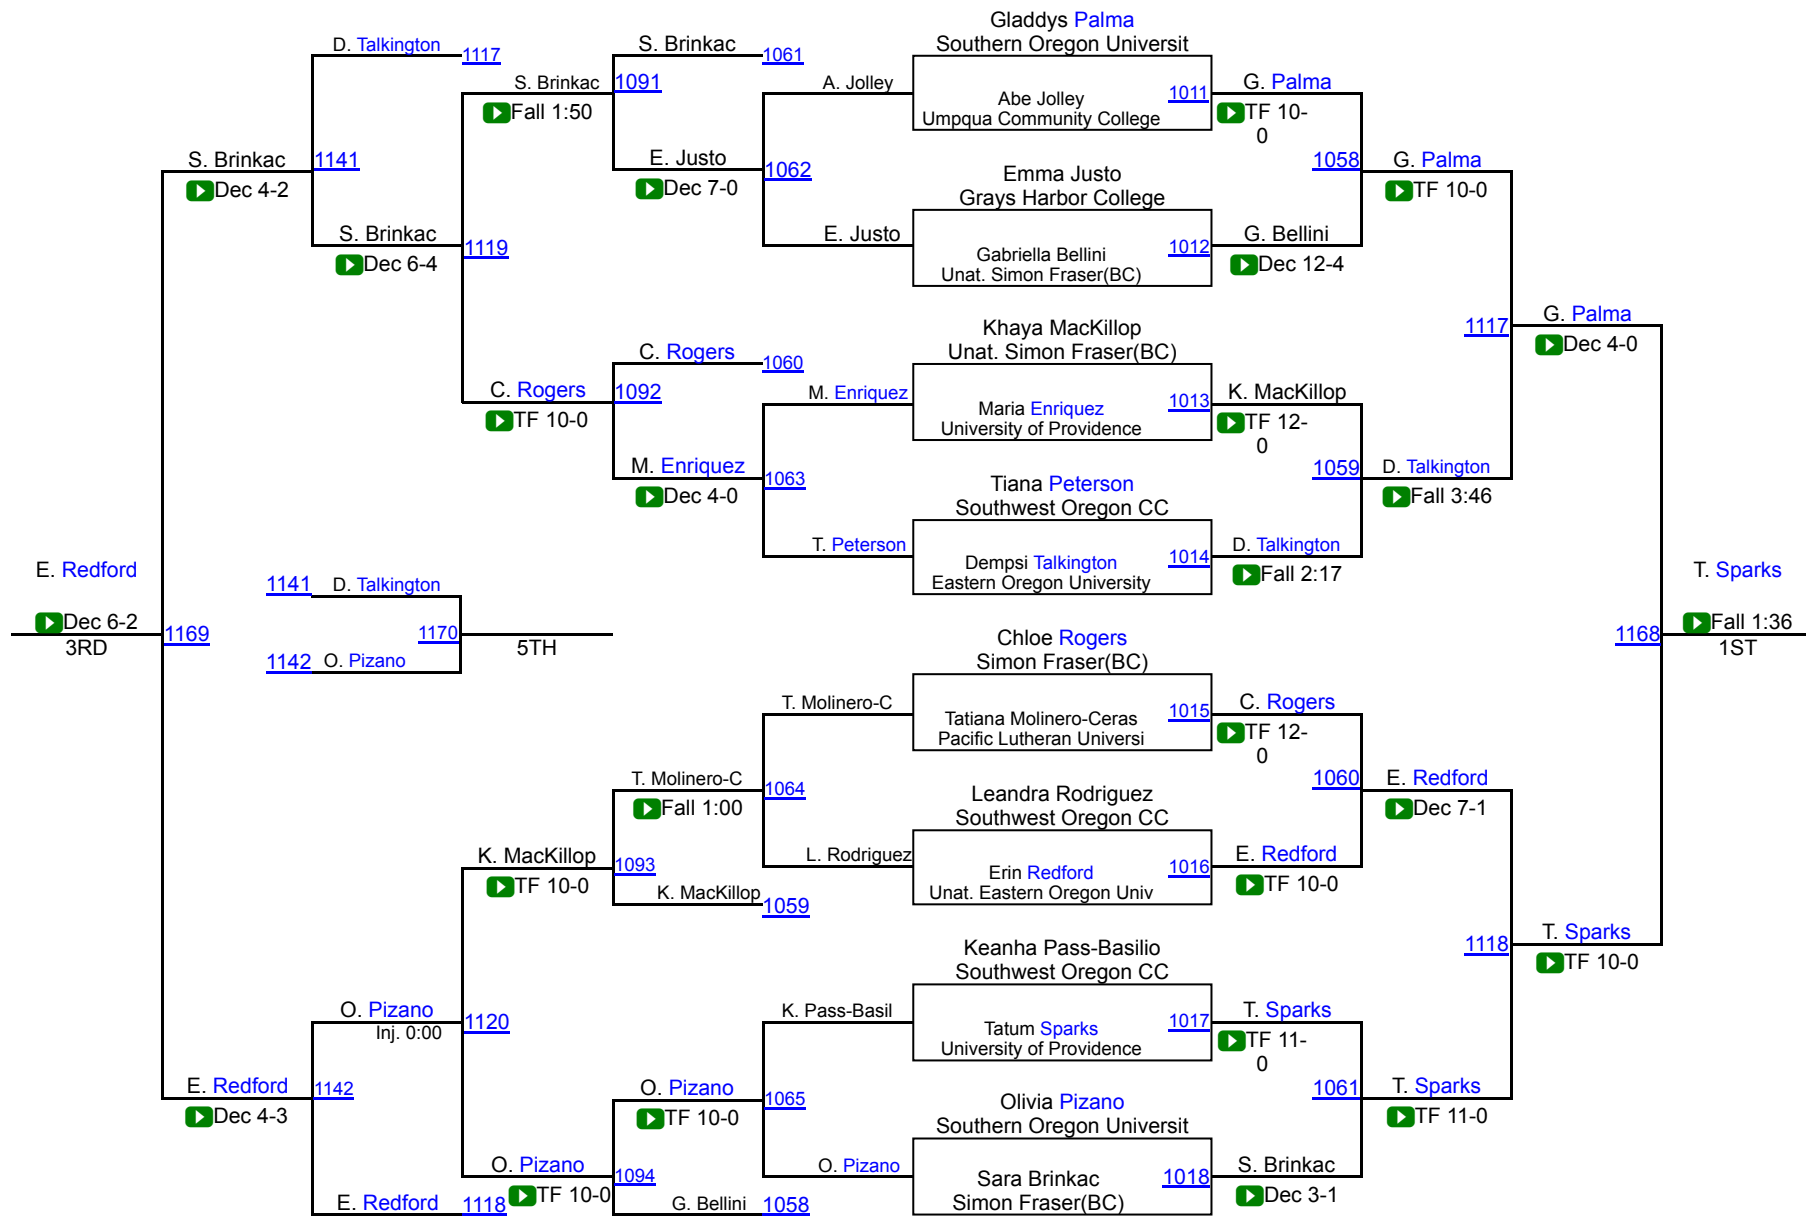 Gladdys Palma
Southern Oregon Universit
D. Talkington
1117
S. Brinkac
1061
S. Brinkac
1091
Fall 1:50
A. Jolley
Abe Jolley
Umpqua Community College
1011
G. Palma
TF 10-
0
S. Brinkac
1141
Dec 4-2
E. Justo
1062
Dec 7-0
Emma Justo
Grays Harbor College
1058
G. Palma
TF 10-0
S. Brinkac
1119
Dec 6-4
E. Justo
Gabriella Bellini
Unat. Simon Fraser(BC)
1012
G. Bellini
Dec 12-4
Khaya MacKillop
Unat. Simon Fraser(BC)
1117
G. Palma
Dec 4-0
C. Rogers
1060
C. Rogers
1092
TF 10-0
M. Enriquez
Maria Enriquez
University of Providence
1013
K. MacKillop
TF 12-
0
M. Enriquez
1063
Dec 4-0
Tiana Peterson
Southwest Oregon CC
1059
D. Talkington
Fall 3:46
T. Peterson
Dempsi Talkington
Eastern Oregon University
1014
D. Talkington
Fall 2:17
E. Redford
Dec 6-2
3RD
1169
1141
D. Talkington
1170
5TH
1142
O. Pizano
T. Sparks
Fall 1:36
1168
1ST
Chloe Rogers
Simon Fraser(BC)
T. Molinero-C
Tatiana Molinero-Ceras
Pacific Lutheran Universi
1015
C. Rogers
TF 12-
0
T. Molinero-C
1064
Fall 1:00
Leandra Rodriguez
Southwest Oregon CC
1060
E. Redford
Dec 7-1
K. MacKillop
1093
TF 10-0
L. Rodriguez
Erin Redford
Unat. Eastern Oregon Univ
1016
E. Redford
TF 10-0
K. MacKillop
1059
Keanha Pass-Basilio
Southwest Oregon CC
1118
T. Sparks
TF 10-0
O. Pizano
1120
Inj. 0:00
K. Pass-Basil
Tatum Sparks
University of Providence
1017
T. Sparks
TF 11-
0
E. Redford
1142
Dec 4-3
O. Pizano
1065
TF 10-0
Olivia Pizano
Southern Oregon Universit
1061
T. Sparks
TF 11-0
O. Pizano
1094
TF 10-0
O. Pizano
Sara Brinkac
Simon Fraser(BC)
1018
S. Brinkac
Dec 3-1
E. Redford
1118
G. Bellini
1058